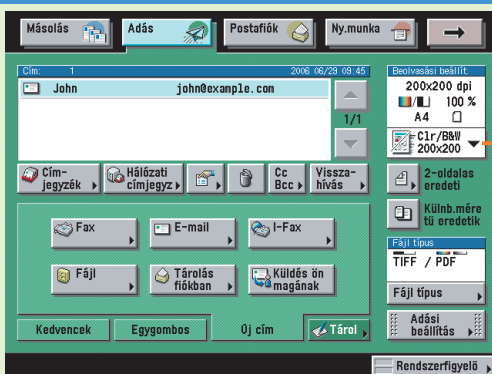 Másolás
Adás
Postafiók
Ny.munka
Cím: 1
2006 06/29 09:45
John john@example.com
1/1
Cím-
jegyzék
Hálózati
címjegyz
Cc
Bcc
Vissza-
hívás
Fax
E-mail
I-Fax
Fájl
Tárolás
fiókban
Küldés ön
magának
Kedvencek
Egygombos
Oj cím
Tárol
Beolvasási beállít.
200x200 dpi
100 %
A4
Clr/B&W
200x200
2-oldalas
eredeti
Külnb.mére
tű eredetik
Fájl típus
TIFF / PDF
Fájl típus
Adási
beállítás
Rendszerfigyelő